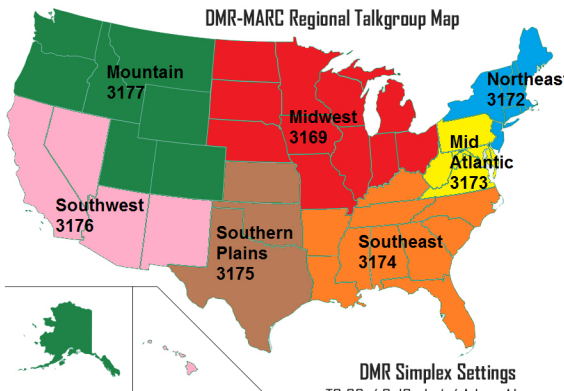 DMR-MARC Regional Talkgroup Map
Mountain
3177
Northeast
3172
Midwest
3169
Mid
Atlantic
3173
Southwest
3176
Southern
Plains
3175
Southeast
3174
DMR Simplex Settings